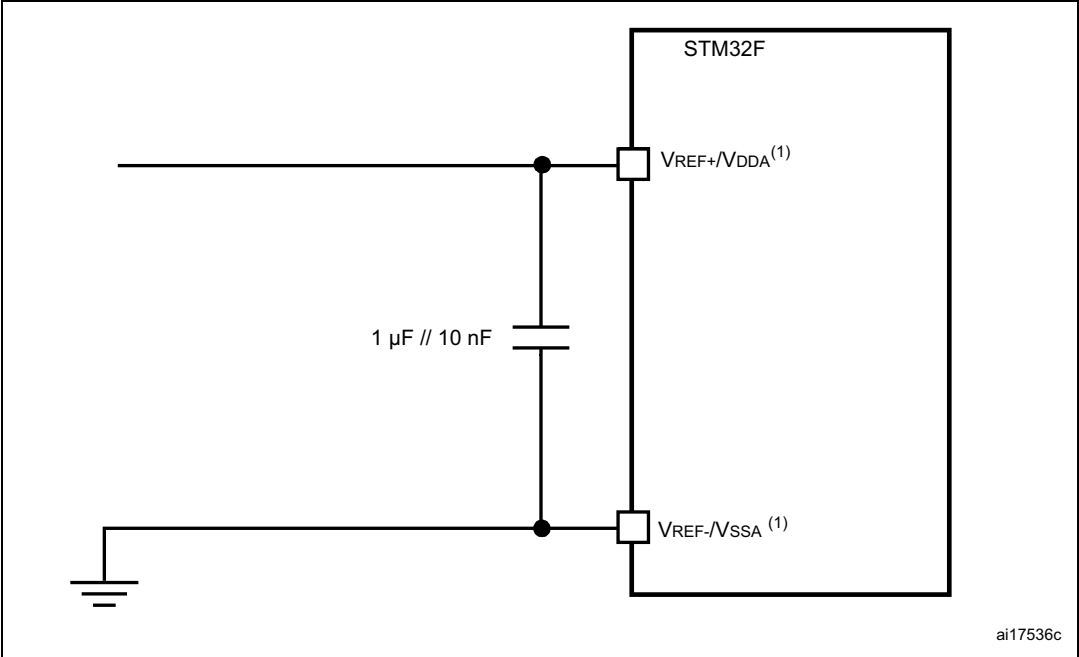 STM32F
VREF+/VDDA(1)
1 µF // 10 nF
VREF-/VSSA (1)
ai17536c